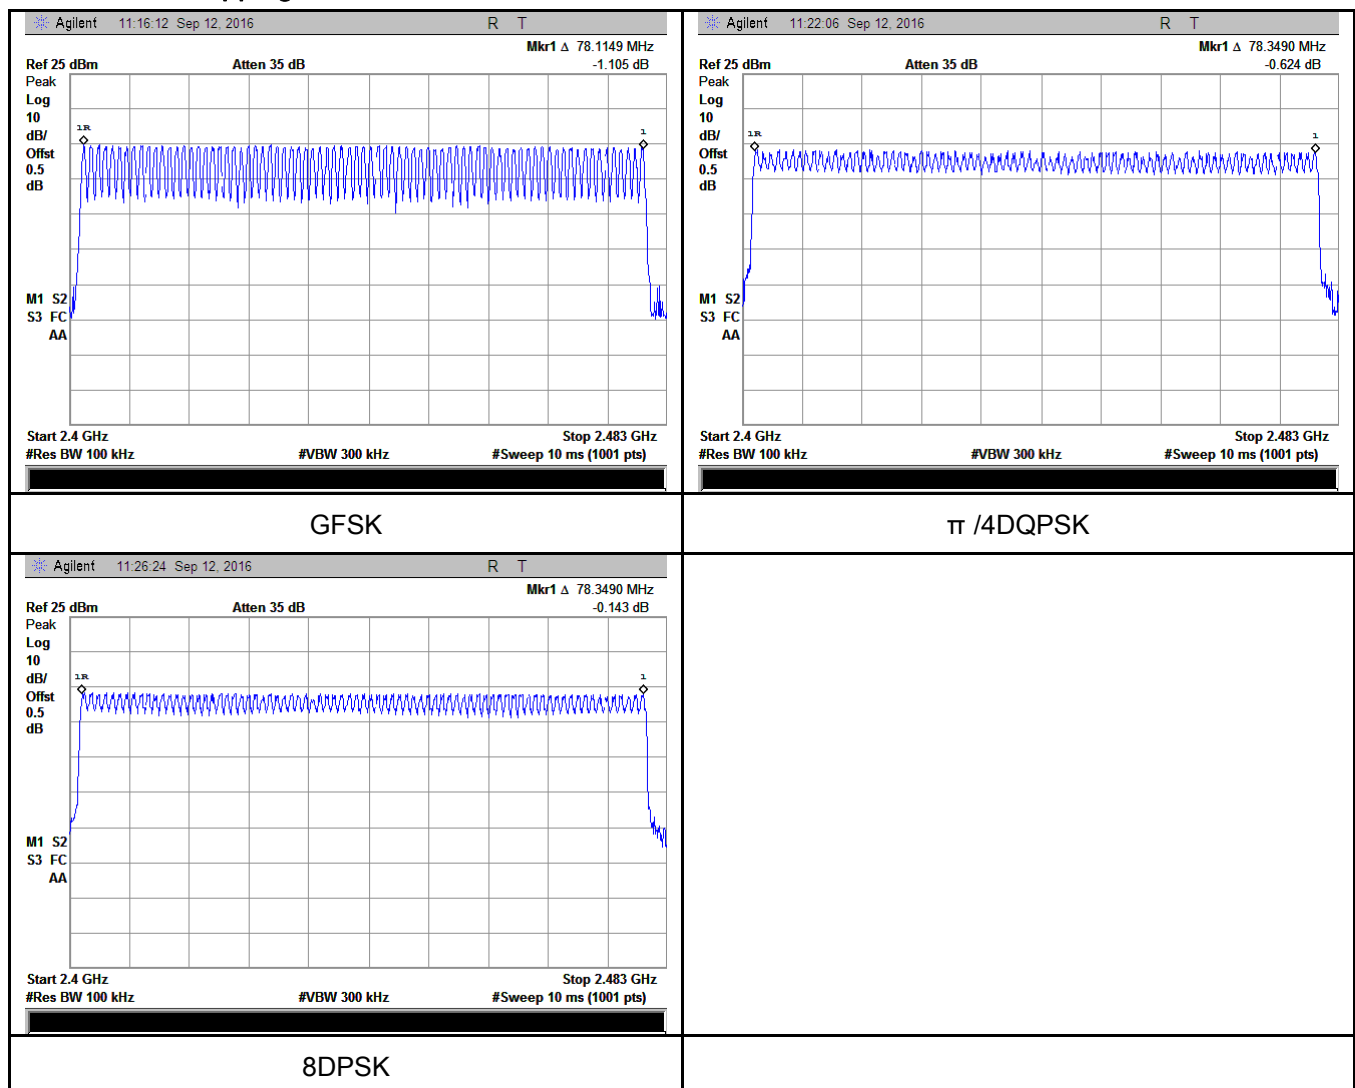 Agilent 11:16:12 Sep 12, 2016 R T
Mkr1 Δ 78.1149 MHz
Ref 25 dBm Atten 35 dB -1.105 dB
Peak
Log
10
dB/
Offst
0.5
dB
1R
1
M1 S2
S3 FC
AA
Start 2.4 GHz Stop 2.483 GHz
#Res BW 100 kHz #VBW 300 kHz #Sweep 10 ms (1001 pts)
GFSK
Agilent 11:22:06 Sep 12, 2016 R T
Mkr1 Δ 78.3490 MHz
Ref 25 dBm Atten 35 dB -0.624 dB
Peak
Log
10
dB/
Offst
0.5
dB
1R
1
M1 S2
S3 FC
AA
Start 2.4 GHz Stop 2.483 GHz
#Res BW 100 kHz #VBW 300 kHz #Sweep 10 ms (1001 pts)
π /4DQPSK
Agilent 11:26:24 Sep 12, 2016 R T
Mkr1 Δ 78.3490 MHz
Ref 25 dBm Atten 35 dB -0.143 dB
Peak
Log
10
dB/
Offst
0.5
dB
1R
1
M1 S2
S3 FC
AA
Start 2.4 GHz Stop 2.483 GHz
#Res BW 100 kHz #VBW 300 kHz #Sweep 10 ms (1001 pts)
8DPSK